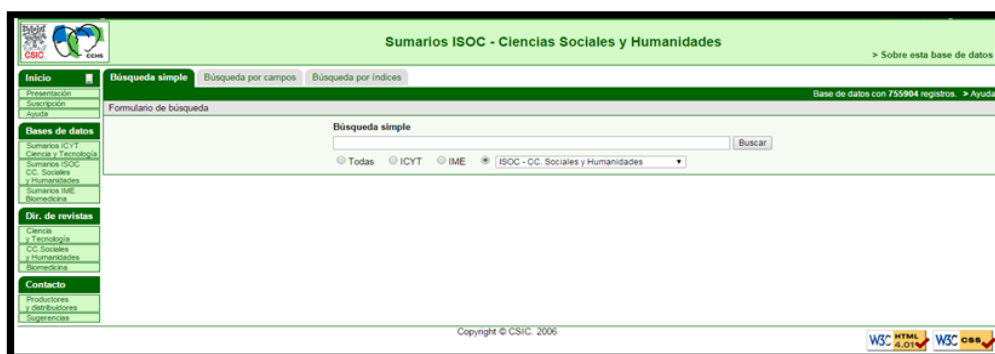 CSIC
CCHS
Sumarios ISOC - Ciencias Sociales y Humanidades
> Sobre esta base de datos
Inicio
Presentación
Suscripción
Ayuda
Bases de datos
Sumarios ICYT
Ciencia y Tecnología
Sumarios ISOC
CC. Sociales
y Humanidades
Sumarios IME
Biomedicina
Dir. de revistas
Ciencia
y Tecnología
CC.Sociales
y Humanidades
Biomedicina
Contacto
Productores
y distribuidores
Sugerencias
Búsqueda simple Búsqueda por campos Búsqueda por índices
Base de datos con 755904 registros. > Ayuda
Formulario de búsqueda
Búsqueda simple
Buscar
Todas ICYT IME ISOC - CC. Sociales y Humanidades
Copyright © CSIC. 2006
W3C HTML 4.01
W3C css